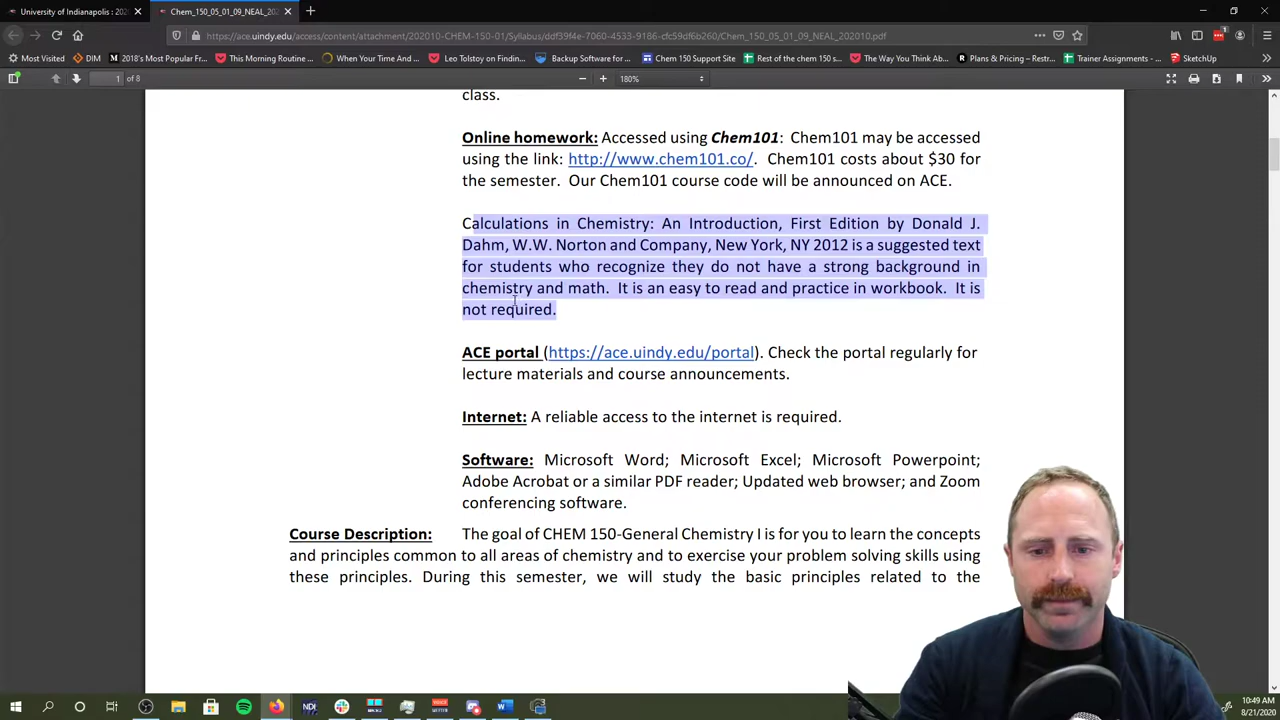 University of Indianapolis : 202
Chem_150_05_01_09_NEAL_202
https://ace.uindy.edu/access/content/attachment/202010-CHEM-150-01/Syllabus/ddf39f4e-7060-4533-9186-cfc59df6b260/Chem_150_05_01_09_NEAL_202010.pdf
Most Visited DIM 2018's Most Popular Fr... This Morning Routine ... When Your Time And ... Leo Tolstoy on Findin... Backup Software for ... Chem 150 Support Site Rest of the chem 150 s... The Way You Think Ab... Plans & Pricing – Restr... Trainer Assignments - ... SketchUp
1 of 8 180%
class.
Online homework: Accessed using Chem101: Chem101 may be accessed
using the link: http://www.chem101.co/. Chem101 costs about $30 for
the semester. Our Chem101 course code will be announced on ACE.
Calculations in Chemistry: An Introduction, First Edition by Donald J.
Dahm, W.W. Norton and Company, New York, NY 2012 is a suggested text
for students who recognize they do not have a strong background in
chemistry and math. It is an easy to read and practice in workbook. It is
not required.
ACE portal (https://ace.uindy.edu/portal). Check the portal regularly for
lecture materials and course announcements.
Internet: A reliable access to the internet is required.
Software: Microsoft Word; Microsoft Excel; Microsoft Powerpoint;
Adobe Acrobat or a similar PDF reader; Updated web browser; and Zoom
conferencing software.
Course Description: The goal of CHEM 150-General Chemistry I is for you to learn the concepts
and principles common to all areas of chemistry and to exercise your problem solving skills using
these principles. During this semester, we will study the basic principles related to the
10:49 AM
8/21/2020